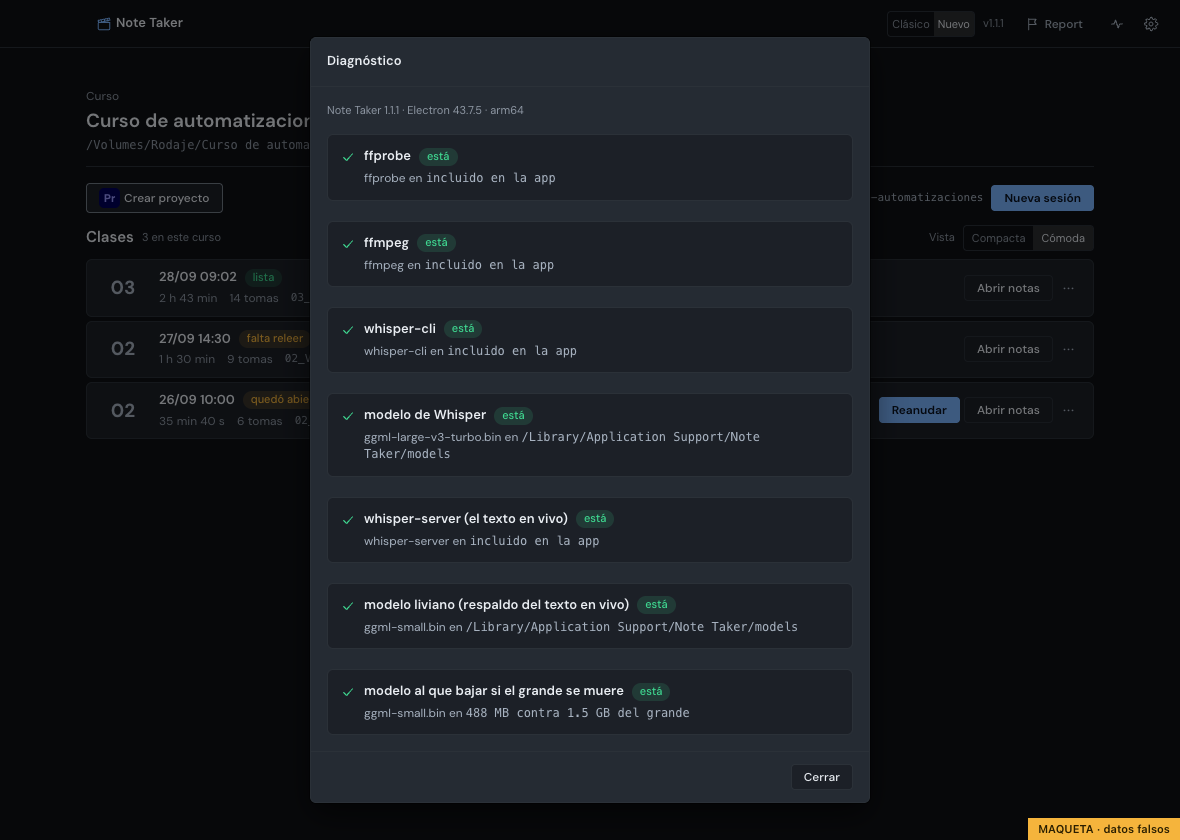 Note Taker
Clásico Nuevo v1.1.1 Report
Diagnóstico
Note Taker 1.1.1 · Electron 43.7.5 · arm64
ffprobe está
ffprobe en incluido en la app
ffmpeg está
ffmpeg en incluido en la app
whisper-cli está
whisper-cli en incluido en la app
modelo de Whisper está
ggml-large-v3-turbo.bin en /Library/Application Support/Note
Taker/models
whisper-server (el texto en vivo) está
whisper-server en incluido en la app
modelo liviano (respaldo del texto en vivo) está
ggml-small.bin en /Library/Application Support/Note Taker/models
modelo al que bajar si el grande se muere está
ggml-small.bin en 488 MB contra 1.5 GB del grande
Cerrar
Curso
Curso de automatizacion
/Volumes/Rodaje/Curso de automa
Pr Crear proyecto
-automatizaciones Nueva sesión
Clases 3 en este curso
Vista Compacta Cómoda
03 28/09 09:02 lista
2 h 43 min 14 tomas 03_
Abrir notas ···
02 27/09 14:30 falta releer
1 h 30 min 9 tomas 02_V
Abrir notas ···
02 26/09 10:00 quedó abie
35 min 40 s 6 tomas 02_
Reanudar Abrir notas ···
MAQUETA · datos falsos